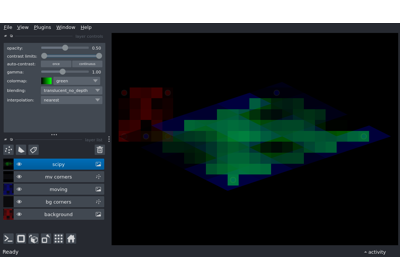 File View Plugins Window Help
opacity: 0.50
contrast limits:
auto-contrast: once continuous
gamma: 1.00
colormap: green
blending: translucent_no_depth
interpolation: nearest
scipy
mv corners
moving
bg corners
background
Ready activity